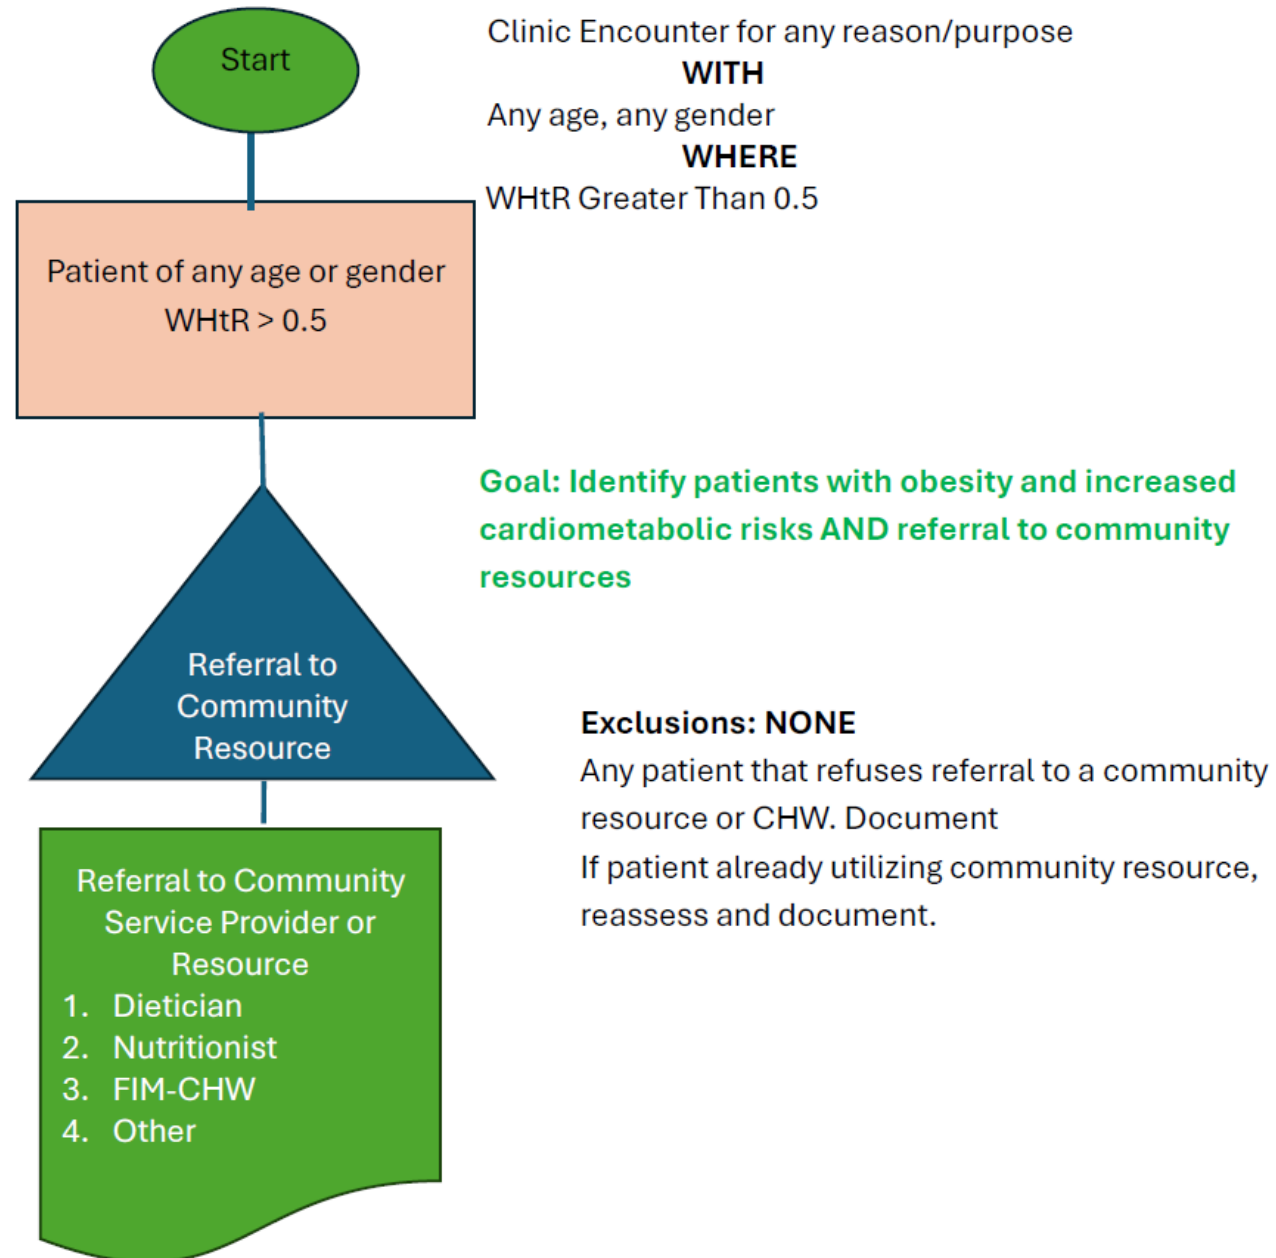 Start
Clinic Encounter for any reason/purpose
WITH
Any age, any gender
WHERE
WHtR Greater Than 0.5
Patient of any age or gender
WHtR > 0.5
Goal: Identify patients with obesity and increased
cardiometabolic risks AND referral to community
resources
Referral to
Community
Resource
Exclusions: NONE
Any patient that refuses referral to a community
resource or CHW. Document
If patient already utilizing community resource,
reassess and document.
Referral to Community
Service Provider or
Resource
1. Dietician
2. Nutritionist
3. FIM-CHW
4. Other